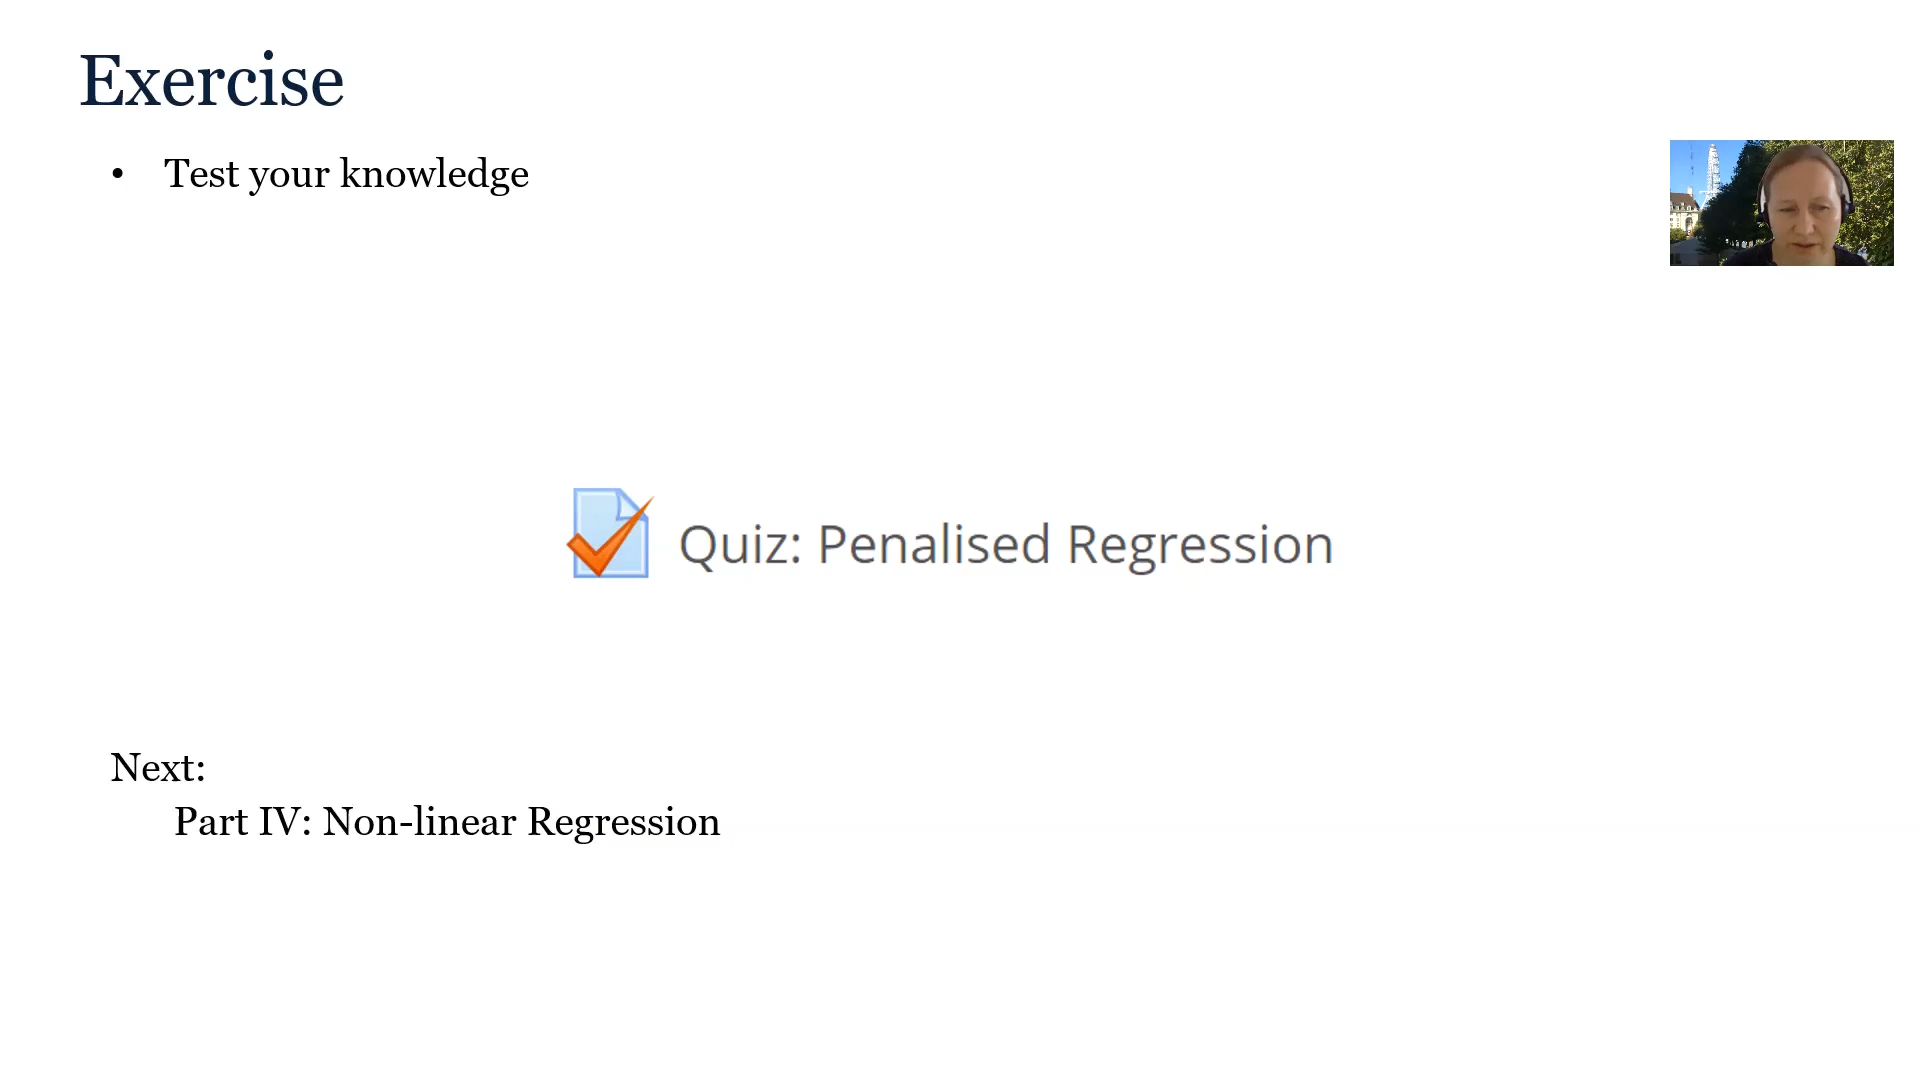 Exercise
• Test your knowledge
Quiz: Penalised Regression
Next:
Part IV: Non-linear Regression